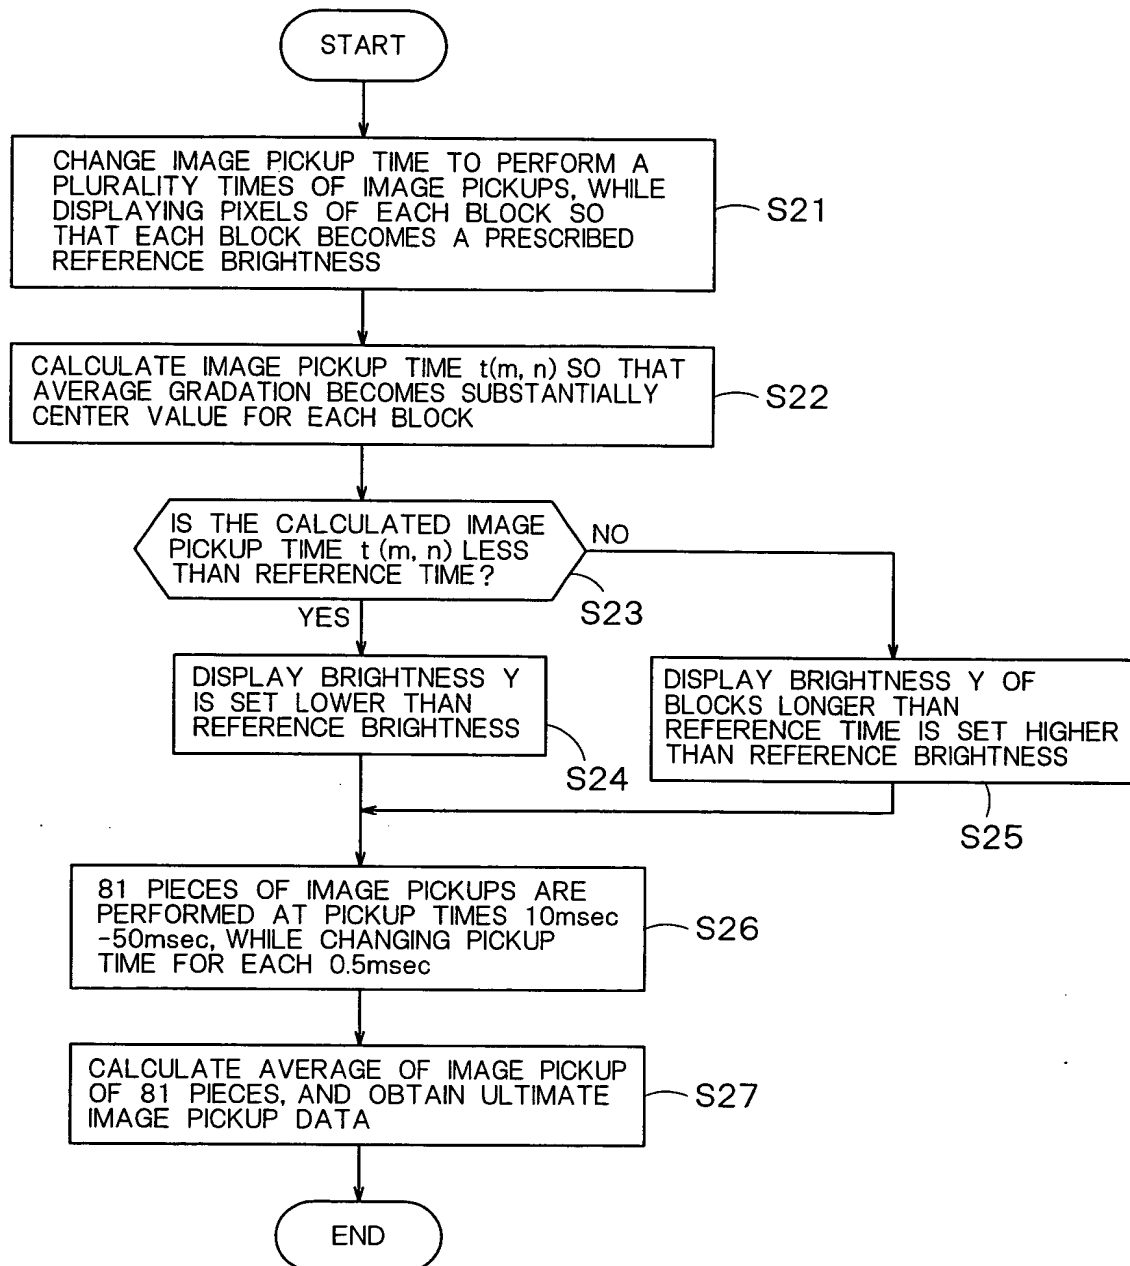 START
CHANGE IMAGE PICKUP TIME TO PERFORM A
PLURALITY TIMES OF IMAGE PICKUPS, WHILE
DISPLAYING PIXELS OF EACH BLOCK SO
THAT EACH BLOCK BECOMES A PRESCRIBED
REFERENCE BRIGHTNESS
S21
CALCULATE IMAGE PICKUP TIME t(m, n) SO THAT
AVERAGE GRADATION BECOMES SUBSTANTIALLY
CENTER VALUE FOR EACH BLOCK
S22
IS THE CALCULATED IMAGE
PICKUP TIME t (m, n) LESS
THAN REFERENCE TIME?
NO
S23
YES
DISPLAY BRIGHTNESS Y
IS SET LOWER THAN
REFERENCE BRIGHTNESS
S24
DISPLAY BRIGHTNESS Y OF
BLOCKS LONGER THAN
REFERENCE TIME IS SET HIGHER
THAN REFERENCE BRIGHTNESS
S25
81 PIECES OF IMAGE PICKUPS ARE
PERFORMED AT PICKUP TIMES 10msec
-50msec, WHILE CHANGING PICKUP
TIME FOR EACH 0.5msec
S26
CALCULATE AVERAGE OF IMAGE PICKUP
OF 81 PIECES, AND OBTAIN ULTIMATE
IMAGE PICKUP DATA
S27
END